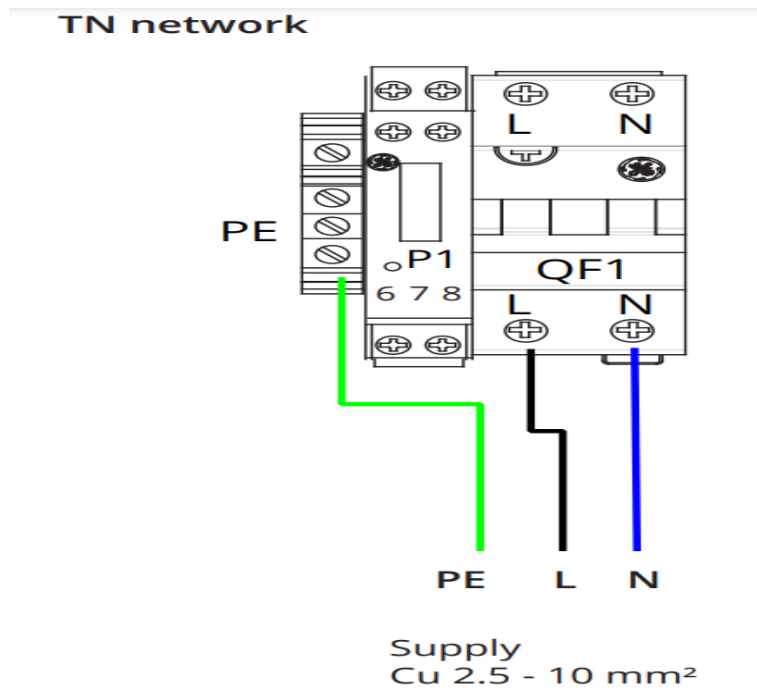 TN network
L N
PE
P1
QF1
6 7 8
L N
PE L N
Supply
Cu 2.5 - 10 mm²